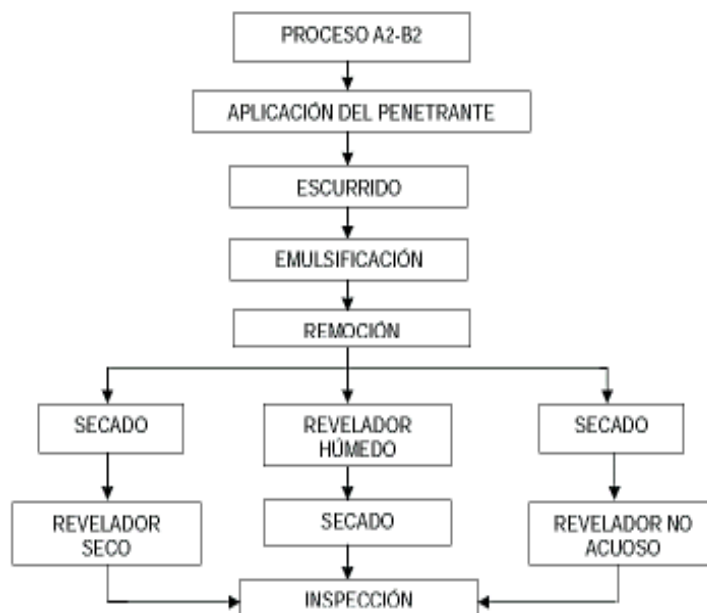 PROCESO A2-B2
APLICACIÓN DEL PENETRANTE
ESCURRIDO
EMULSIFICACIÓN
REMOCIÓN
SECADO
REVELADOR
HÚMEDO
SECADO
REVELADOR
SECO
SECADO
REVELADOR NO
ACUOSO
INSPECCIÓN